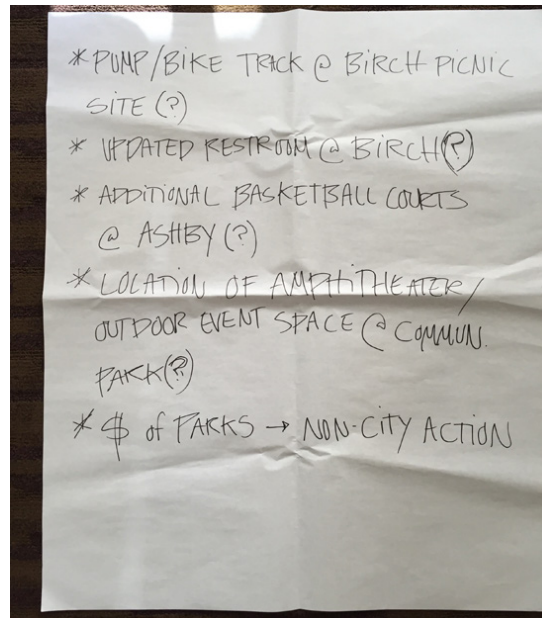 * PUMP/BIKE TRACK @ BIRCH PICNIC
SITE (?)
* UPDATED RESTROOM @ BIRCH (?)
* ADDITIONAL BASKETBALL COURTS
@ ASHBY (?)
* LOCATION OF AMPHITHEATER/
OUTDOOR EVENT SPACE @ COMMUN.
PARK (?)
* $ of PARKS → NON-CITY ACTION